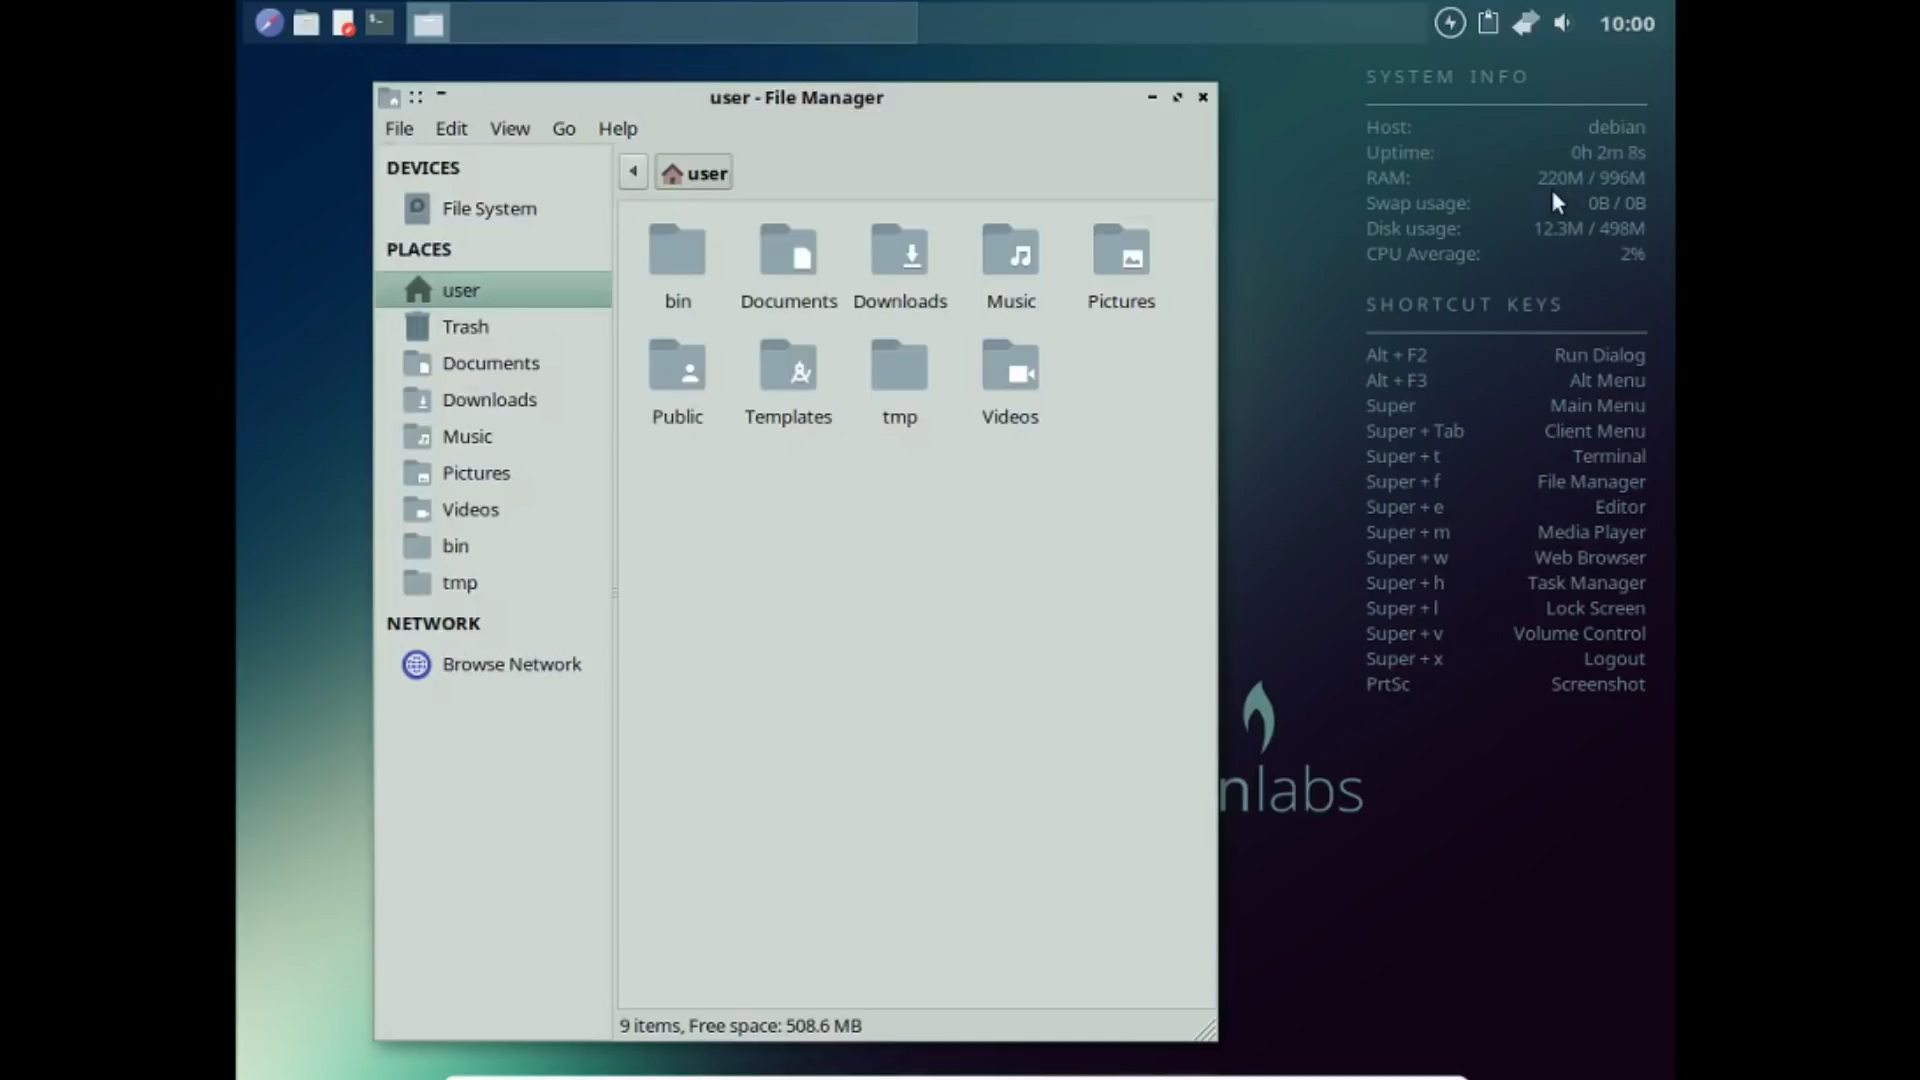 10:00
user - File Manager
File Edit View Go Help
DEVICES
File System
PLACES
user
Trash
Documents
Downloads
Music
Pictures
Videos
bin
tmp
NETWORK
Browse Network
user
bin Documents Downloads Music Pictures
Public Templates tmp Videos
9 items, Free space: 508.6 MB
SYSTEM INFO
Host: debian
Uptime: 0h 2m 8s
RAM: 220M / 996M
Swap usage: 0B / 0B
Disk usage: 12.3M / 498M
CPU Average: 2%
SHORTCUT KEYS
Alt + F2 Run Dialog
Alt + F3 Alt Menu
Super Main Menu
Super + Tab Client Menu
Super + t Terminal
Super + f File Manager
Super + e Editor
Super + m Media Player
Super + w Web Browser
Super + h Task Manager
Super + l Lock Screen
Super + v Volume Control
Super + x Logout
PrtSc Screenshot
nlabs